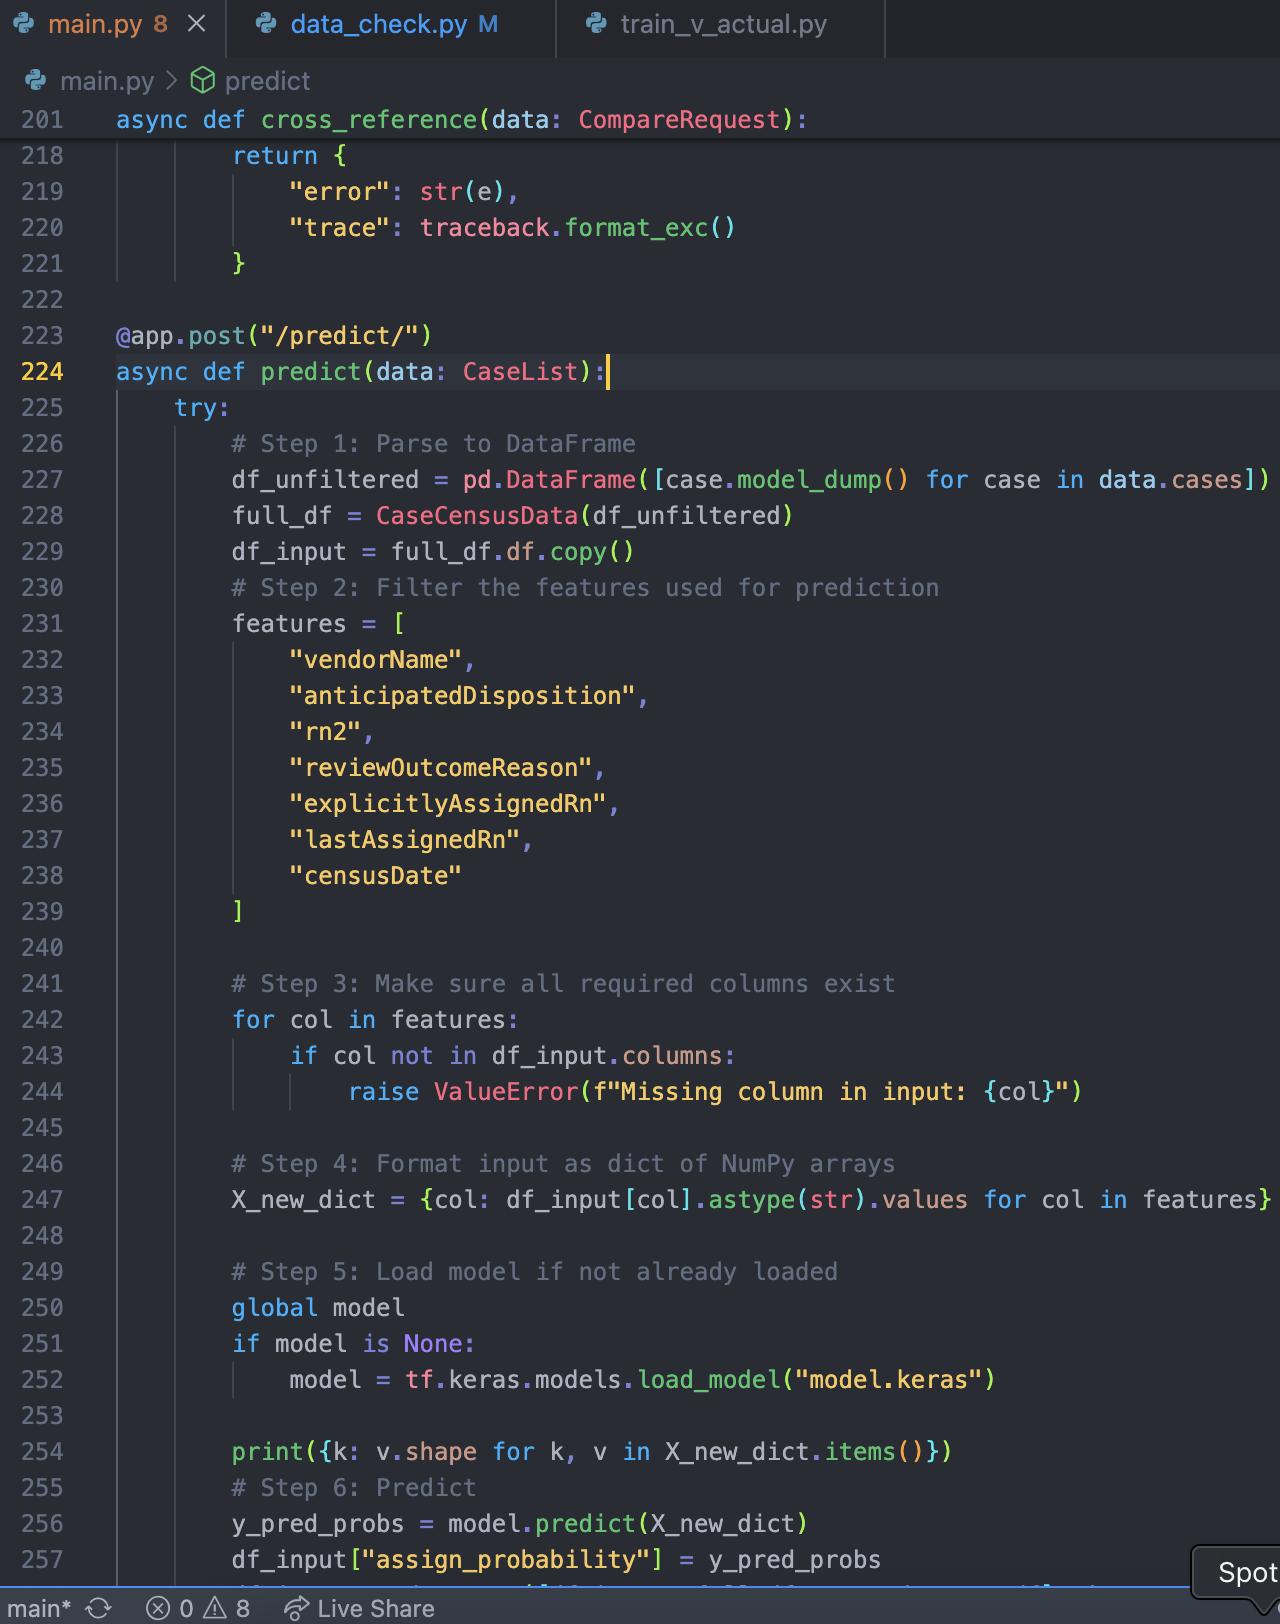 main.py 8 data_check.py M train_v_actual.py
main.py > predict
201 async def cross_reference(data: CompareRequest):
218 return {
219 "error": str(e),
220 "trace": traceback.format_exc()
221 }
222
223 @app.post("/predict/")
224 async def predict(data: CaseList):
225 try:
226 # Step 1: Parse to DataFrame
227 df_unfiltered = pd.DataFrame([case.model_dump() for case in data.cases])
228 full_df = CaseCensusData(df_unfiltered)
229 df_input = full_df.df.copy()
230 # Step 2: Filter the features used for prediction
231 features = [
232 "vendorName",
233 "anticipatedDisposition",
234 "rn2",
235 "reviewOutcomeReason",
236 "explicitlyAssignedRn",
237 "lastAssignedRn",
238 "censusDate"
239 ]
240
241 # Step 3: Make sure all required columns exist
242 for col in features:
243 if col not in df_input.columns:
244 raise ValueError(f"Missing column in input: {col}")
245
246 # Step 4: Format input as dict of NumPy arrays
247 X_new_dict = {col: df_input[col].astype(str).values for col in features}
248
249 # Step 5: Load model if not already loaded
250 global model
251 if model is None:
252 model = tf.keras.models.load_model("model.keras")
253
254 print({k: v.shape for k, v in X_new_dict.items()})
255 # Step 6: Predict
256 y_pred_probs = model.predict(X_new_dict)
257 df_input["assign_probability"] = y_pred_probs
Spot
main* 0 8 Live Share